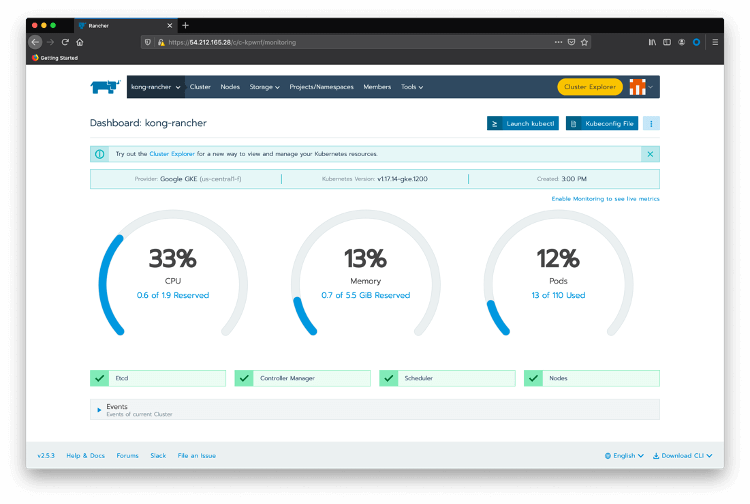 Rancher
https://54.212.165.28/c/c-kpwnf/monitoring
Getting Started
kong-rancher Cluster Nodes Storage Projects/Namespaces Members Tools Cluster Explorer
Dashboard: kong-rancher
Launch kubectl Kubeconfig File
Try out the Cluster Explorer for a new way to view and manage your Kubernetes resources.
Provider: Google GKE (us-central1-f) Kubernetes Version: v1.17.14-gke.1200 Created: 3:00 PM
Enable Monitoring to see live metrics
33% 13% 12%
CPU Memory Pods
0.6 of 1.9 Reserved 0.7 of 5.5 GiB Reserved 13 of 110 Used
Etcd Controller Manager Scheduler Nodes
Events
Events of current Cluster
v2.5.3 Help & Docs Forums Slack File an Issue English Download CLI